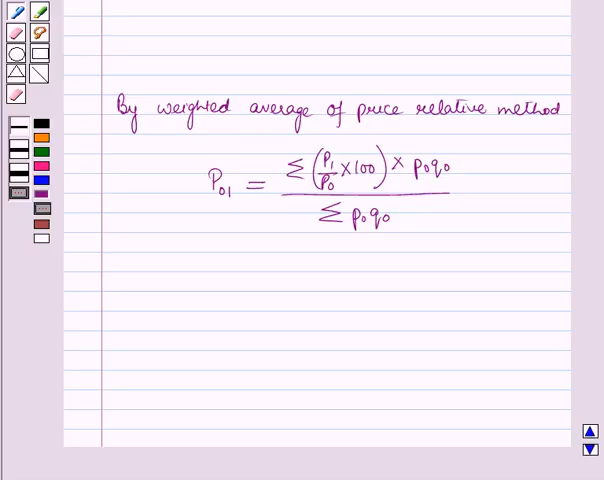 By weighted average of price relative method
P₀₁ = Σ (P₁/P₀ × 100) × p₀q₀ / Σ p₀q₀